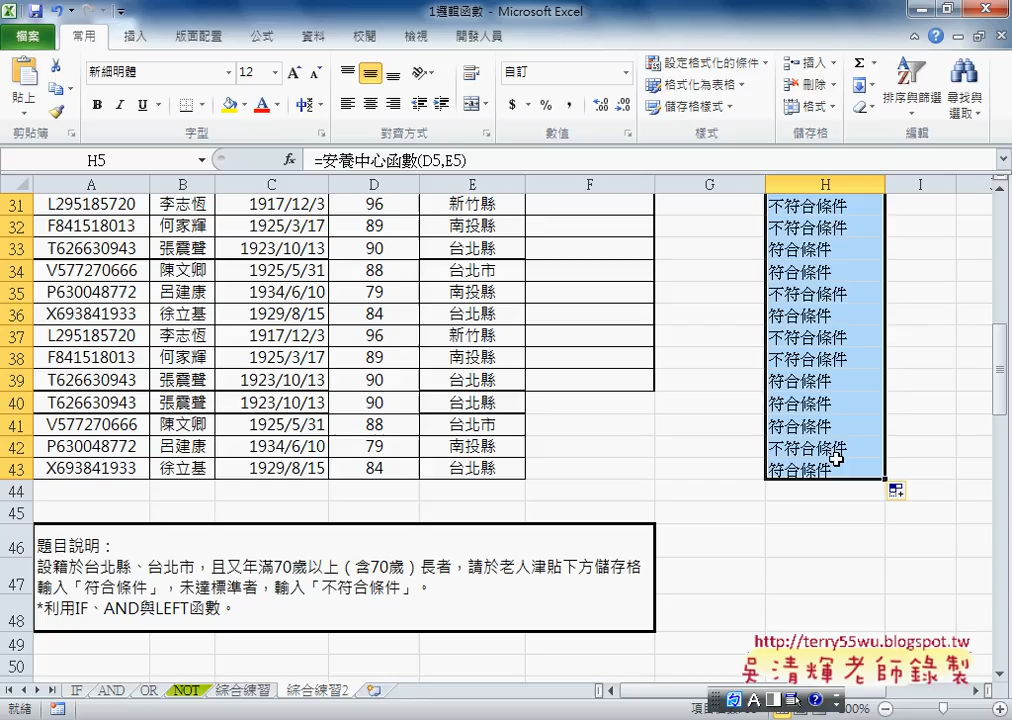 1邏輯函數 - Microsoft Excel
檔案 常用 插入 版面配置 公式 資料 校閱 檢視 開發人員
貼上 新細明體 12 自訂 設定格式化的條件 插入 Σ
B I U $ % , 格式化為表格 刪除 排序與篩選 尋找與選取
中 儲存格樣式 格式
剪貼簿 字型 對齊方式 數值 樣式 儲存格 編輯
H5 fx =安養中心函數(D5,E5)
A B C D E F G H I
31 L295185720 李志恆 1917/12/3 96 新竹縣 不符合條件
32 F841518013 何家輝 1925/3/17 89 南投縣 不符合條件
33 T626630943 張震聲 1923/10/13 90 台北縣 符合條件
34 V577270666 陳文卿 1925/5/31 88 台北市 符合條件
35 P630048772 呂建康 1934/6/10 79 南投縣 不符合條件
36 X693841933 徐立基 1929/8/15 84 台北縣 符合條件
37 L295185720 李志恆 1917/12/3 96 新竹縣 不符合條件
38 F841518013 何家輝 1925/3/17 89 南投縣 不符合條件
39 T626630943 張震聲 1923/10/13 90 台北縣 符合條件
40 T626630943 張震聲 1923/10/13 90 台北縣 符合條件
41 V577270666 陳文卿 1925/5/31 88 台北市 符合條件
42 P630048772 呂建康 1934/6/10 79 南投縣 不符合條件
43 X693841933 徐立基 1929/8/15 84 台北縣 符合條件
44
45
46 題目說明：
47 設籍於台北縣、台北市，且又年滿70歲以上（含70歲）長者，請於老人津貼下方儲存格
輸入「符合條件」，未達標準者，輸入「不符合條件」。
48 *利用IF、AND與LEFT函數。
49
50
http://terry55wu.blogspot.tw
吳清輝老師錄製
IF AND OR NOT 綜合練習 綜合練習2
就緒